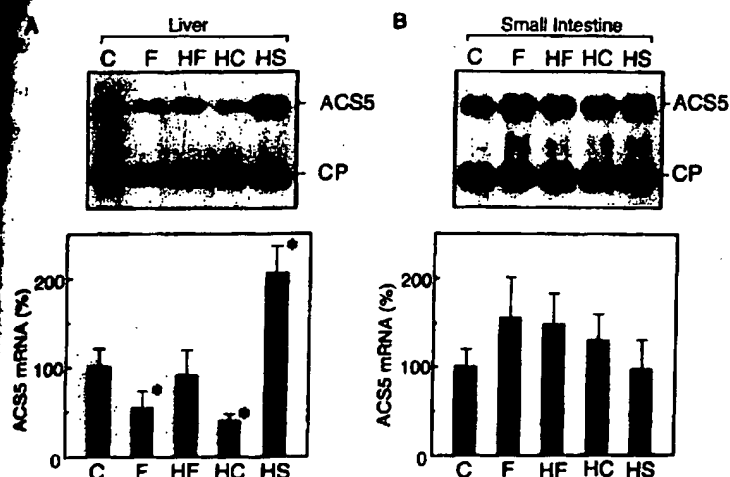 A
Liver
C F HF HC HS
ACS5
CP
ACS5 mRNA (%)
200
100
0
*
*
*
C F HF HC HS
B
Small Intestine
C F HF HC HS
ACS5
CP
ACS5 mRNA (%)
200
100
0
C F HF HC HS